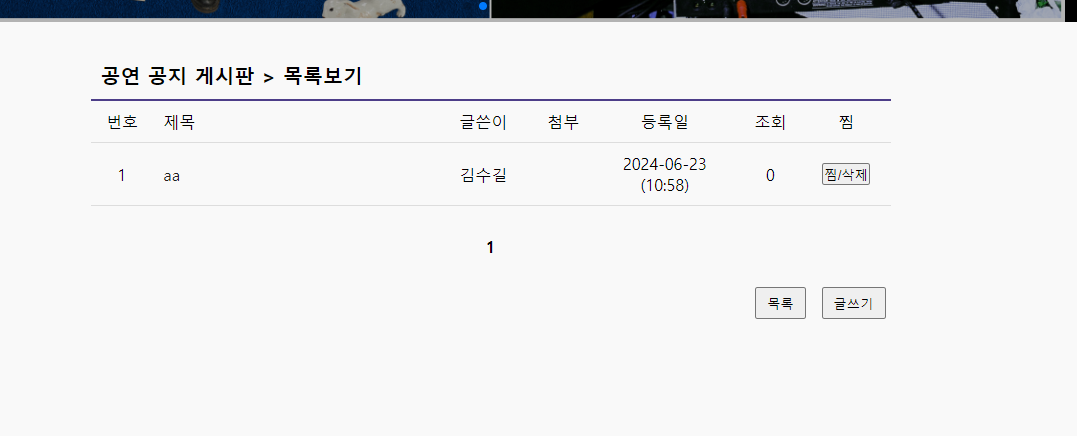 공연 공지 게시판 > 목록보기
번호 제목 글쓴이 첨부 등록일 조회 찜
1 aa 김수길 2024-06-23 0 찜/삭제
(10:58)
1
목록 글쓰기